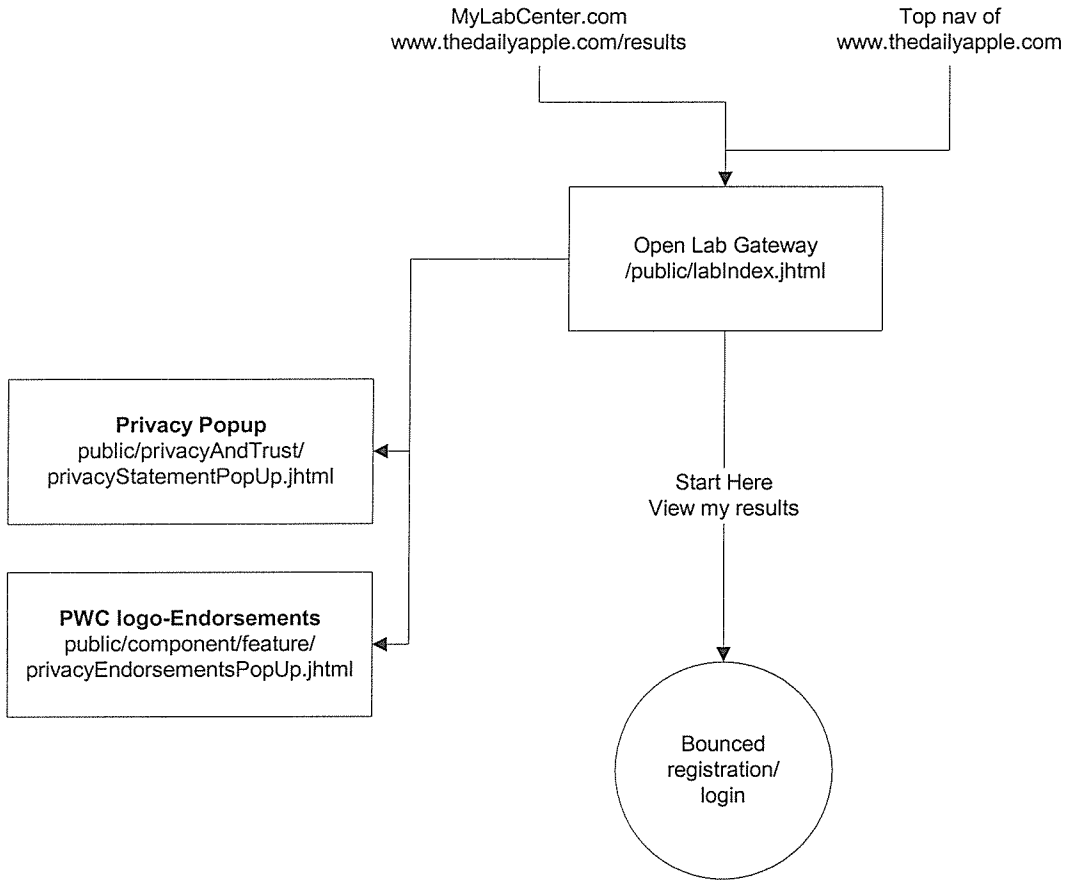 MyLabCenter.com
www.thedailyapple.com/results
Top nav of
www.thedailyapple.com
Open Lab Gateway
/public/labIndex.jhtml
Privacy Popup
public/privacyAndTrust/
privacyStatementPopUp.jhtml
Start Here
View my results
PWC logo-Endorsements
public/component/feature/
privacyEndorsementsPopUp.jhtml
Bounced
registration/
login